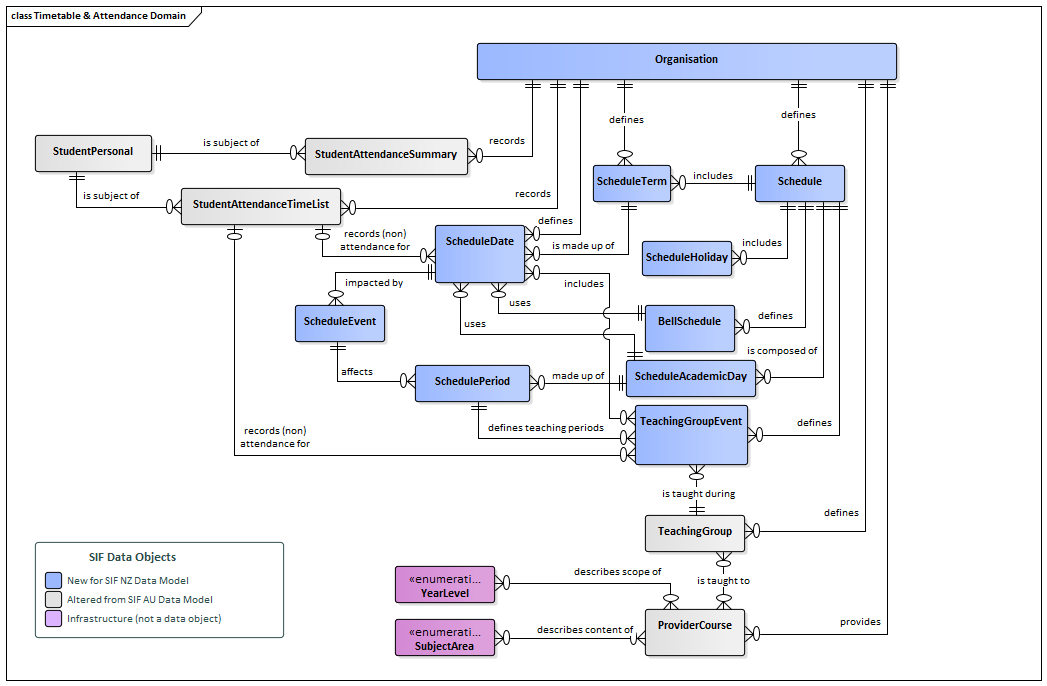 class Timetable & Attendance Domain
Organisation
defines
defines
records
StudentPersonal
is subject of
StudentAttendanceSummary
ScheduleTerm
includes
Schedule
is subject of
records
StudentAttendanceTimeList
defines
records (non)
attendance for
ScheduleDate
is made up of
includes
ScheduleHoliday
impacted by
includes
uses
ScheduleEvent
uses
BellSchedule
defines
is composed of
affects
SchedulePeriod
made up of
ScheduleAcademicDay
TeachingGroupEvent
defines
records (non)
attendance for
defines teaching periods
is taught during
defines
TeachingGroup
SIF Data Objects
New for SIF NZ Data Model
Altered from SIF AU Data Model
Infrastructure (not a data object)
describes scope of
is taught to
«enumerati...
YearLevel
«enumerati...
SubjectArea
describes content of
ProviderCourse
provides